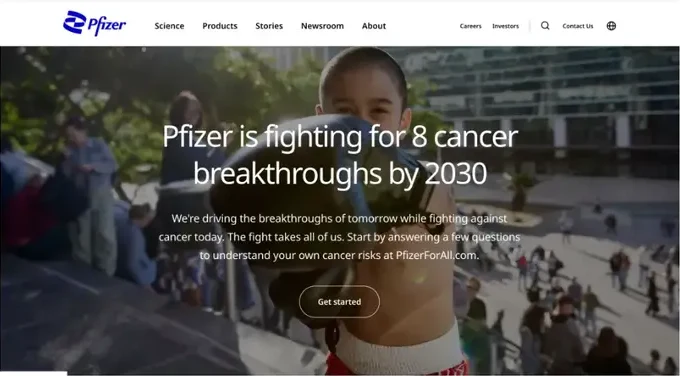 Pfizer
Science Products Stories Newsroom About Careers Investors Contact Us
Pfizer is fighting for 8 cancer
breakthroughs by 2030
We're driving the breakthroughs of tomorrow while fighting against
cancer today. The fight takes all of us. Start by answering a few questions
to understand your own cancer risks at PfizerForAll.com.
Get started